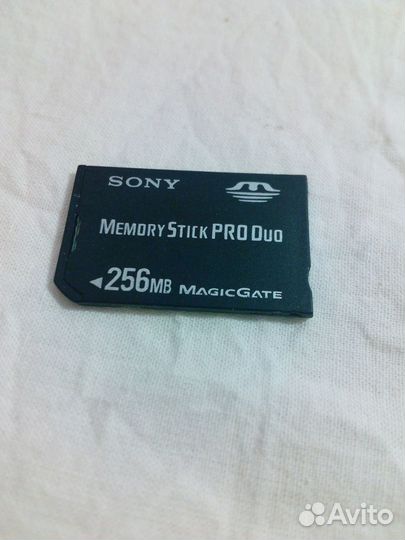 SONY
MEMORY STICK PRO DUO
256MB MAGICGATE
Avito